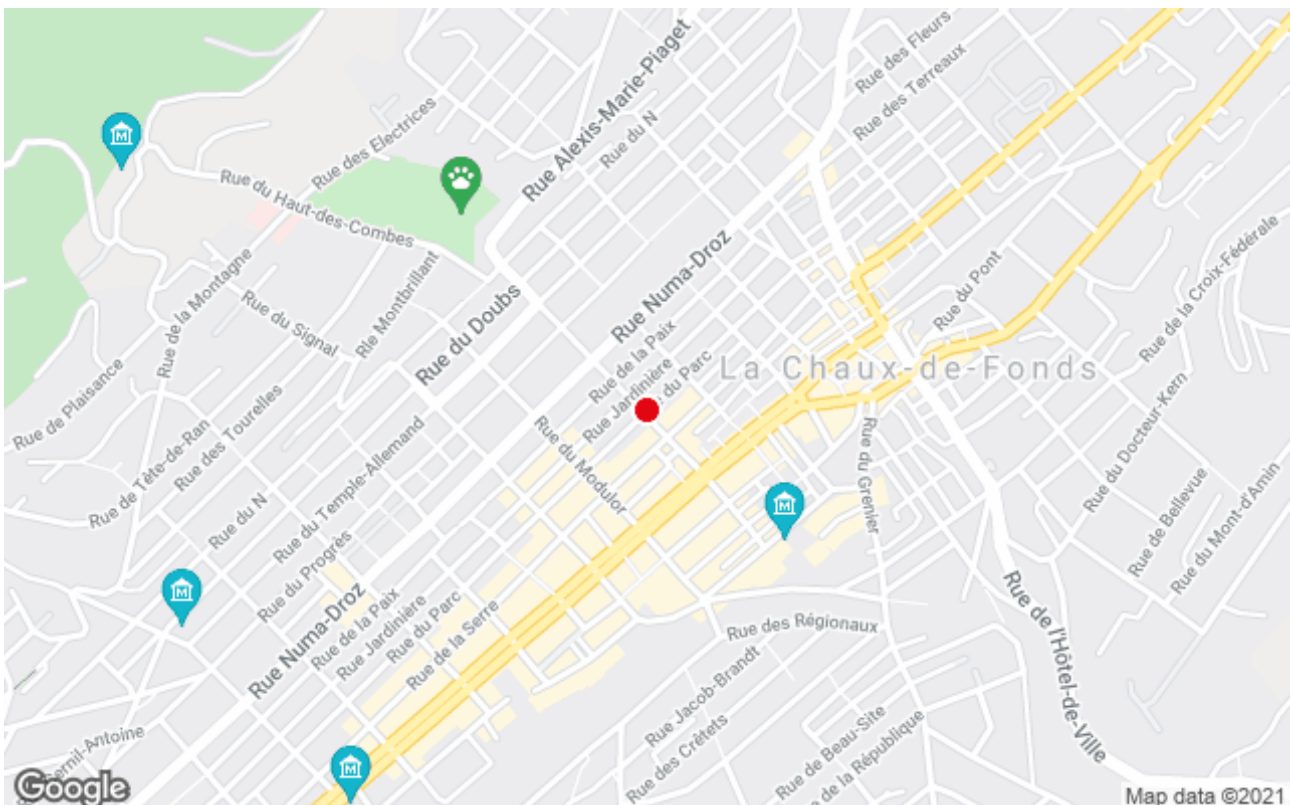 Rue des Fleurs
Rue des Terreaux
Rue Alexis-Marie-Piaget
Rue du N
Rue des Electrices
Rue du Haut-des-Combes
Rue de la Montagne
Rle Montbrillant
Rue du Signal
Rue du Doubs
Rue Numa-Droz
Rue du Pont
Rue de la Croix-Fédérale
Rue de la Paix
Rue Jardinière
du Parc
La Chaux-de-Fonds
Rue de Plaisance
Rue de Tête-de-Ran
Rue des Tourelles
Rue du Temple-Allemand
Rue du Modulor
Rue du Grenier
Rue du Docteur-Kern
Rue de Bellevue
Rue du Mont-d'Amin
Rue du N
Rue du Progrès
Rue Numa-Droz
Rue de la Paix
Rue Jardinière
Rue du Parc
Rue de la Serre
Rue des Régionaux
Rue de l'Hôtel-de-Ville
Rue Jacob-Brandt
Rue des Crêtets
Rue de Beau-Site
de la République
Sernil-Antoine
Google
Map data ©2021